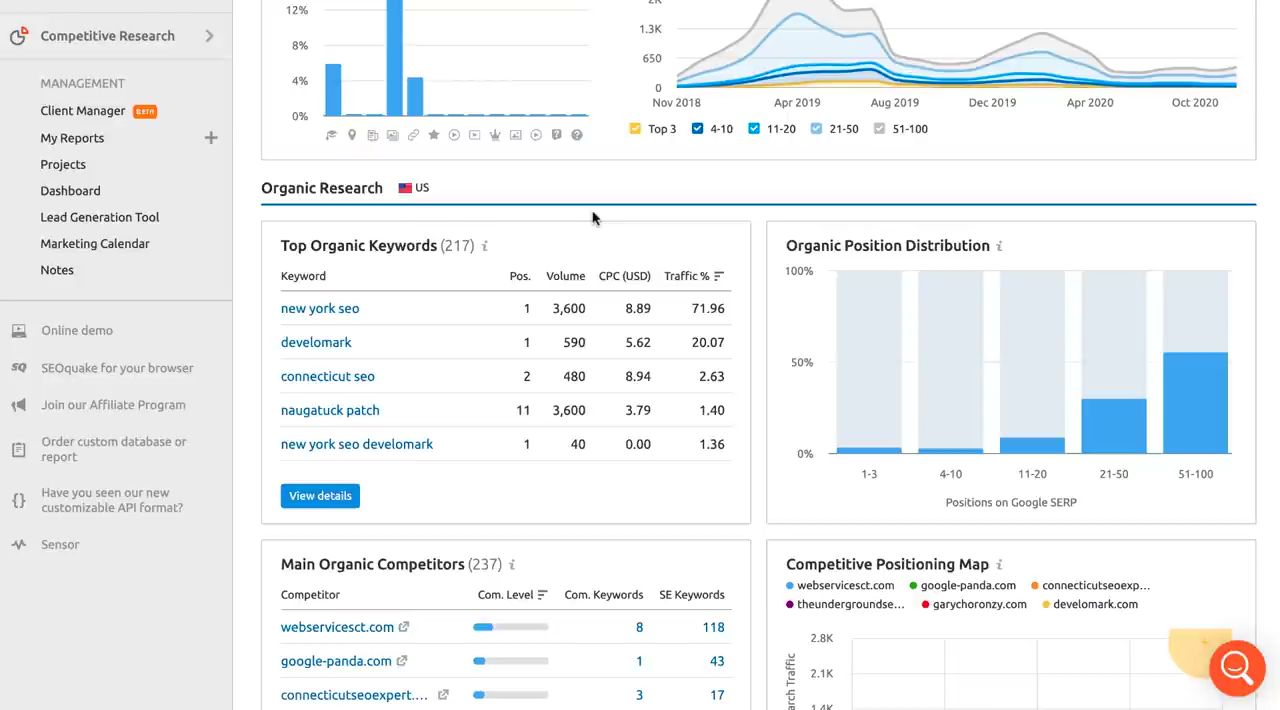 Competitive Research
MANAGEMENT
Client Manager BETA
My Reports
Projects
Dashboard
Lead Generation Tool
Marketing Calendar
Notes
Online demo
SQ SEOquake for your browser
Join our Affiliate Program
Order custom database or
report
Have you seen our new
customizable API format?
Sensor
12%
8%
4%
0%
2K
1.3K
650
0
Nov 2018 Apr 2019 Aug 2019 Dec 2019 Apr 2020 Oct 2020
Top 3 4-10 11-20 21-50 51-100
Organic Research US
Top Organic Keywords (217) i
Keyword Pos. Volume CPC (USD) Traffic %
new york seo 1 3,600 8.89 71.96
develomark 1 590 5.62 20.07
connecticut seo 2 480 8.94 2.63
naugatuck patch 11 3,600 3.79 1.40
new york seo develomark 1 40 0.00 1.36
View details
Organic Position Distribution i
100%
50%
0%
1-3 4-10 11-20 21-50 51-100
Positions on Google SERP
Main Organic Competitors (237) i
Competitor Com. Level Com. Keywords SE Keywords
webservicesct.com 8 118
google-panda.com 1 43
connecticutseoexpert.... 3 17
Competitive Positioning Map i
webservicesct.com google-panda.com connecticutseoexp...
theundergroundse... garychoronzy.com develomark.com
2.8K
2.1K
1.4K
arch Traffic